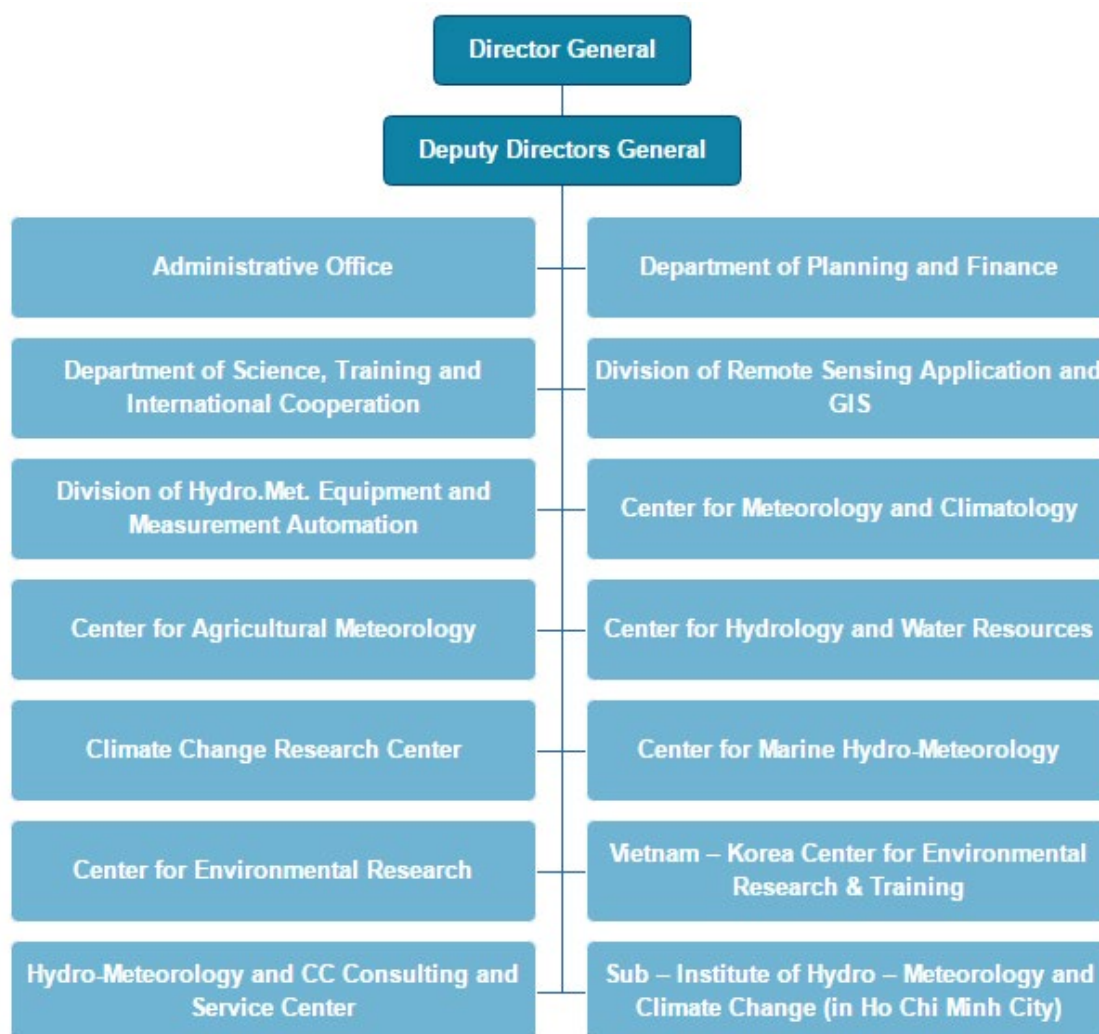 Director General
Deputy Directors General
Administrative Office
Department of Planning and Finance
Department of Science, Training and
International Cooperation
Division of Remote Sensing Application and
GIS
Division of Hydro.Met. Equipment and
Measurement Automation
Center for Meteorology and Climatology
Center for Agricultural Meteorology
Center for Hydrology and Water Resources
Climate Change Research Center
Center for Marine Hydro-Meteorology
Center for Environmental Research
Vietnam – Korea Center for Environmental
Research & Training
Hydro-Meteorology and CC Consulting and
Service Center
Sub – Institute of Hydro – Meteorology and
Climate Change (in Ho Chi Minh City)